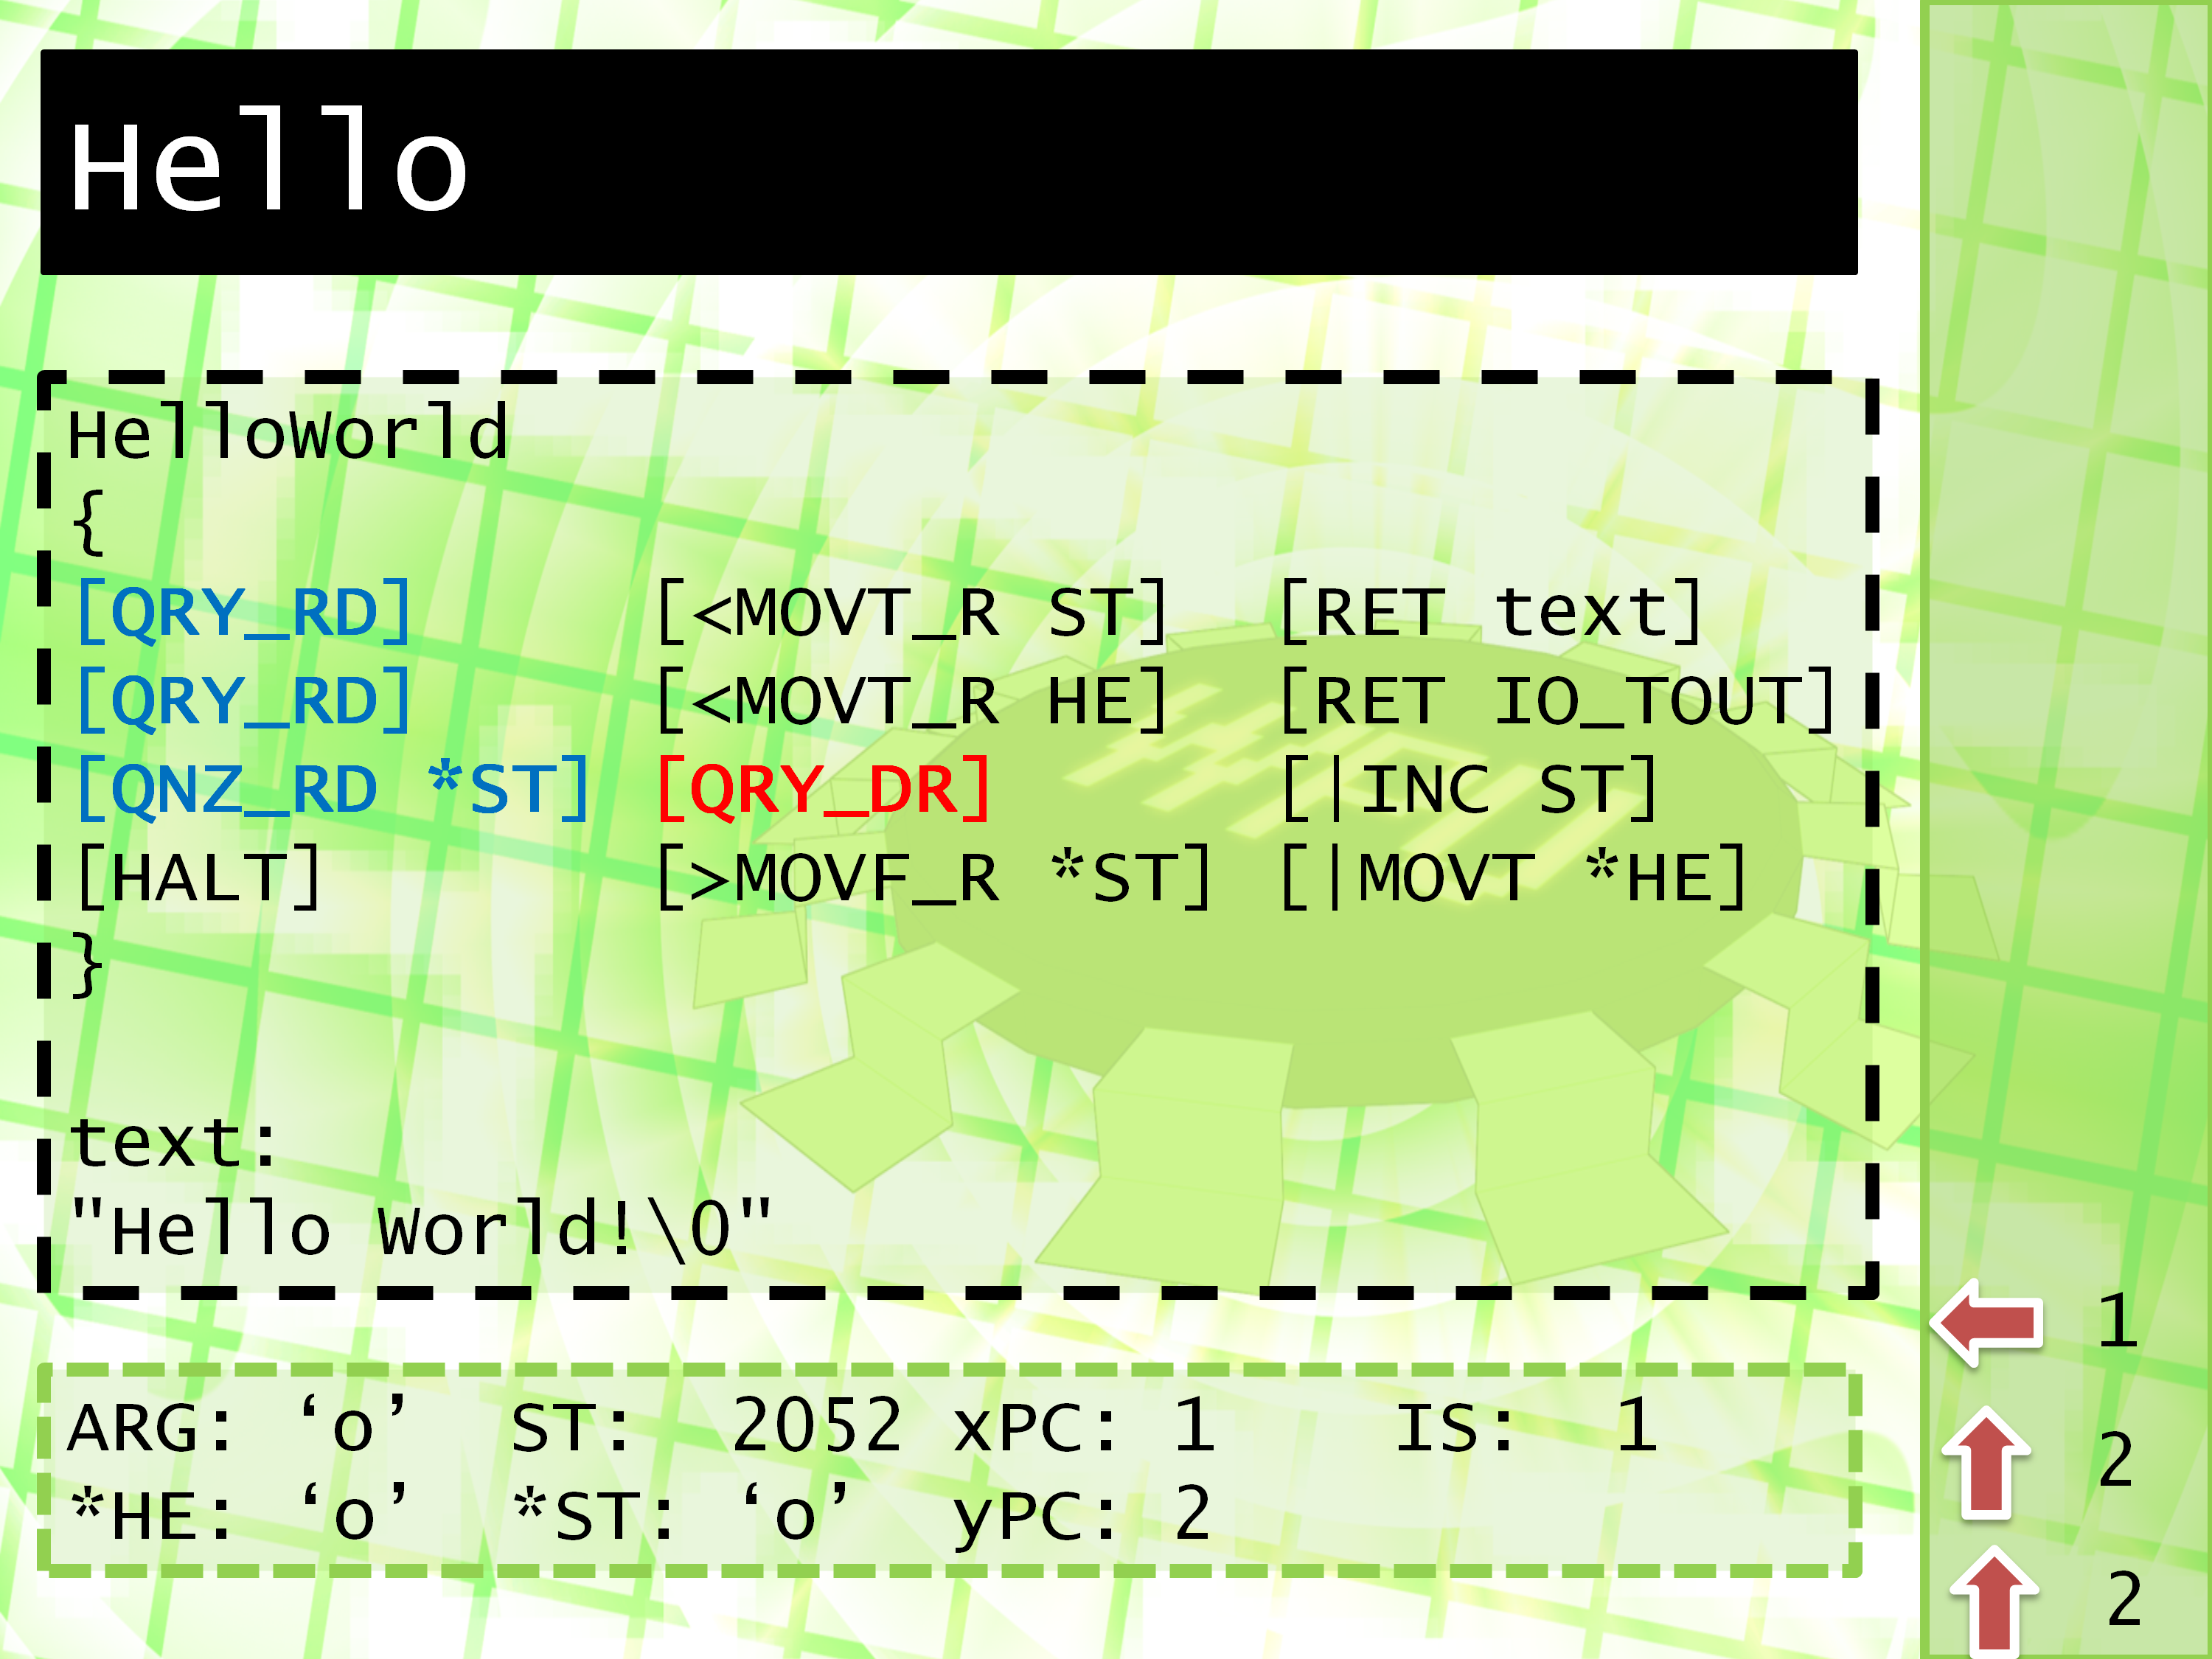 Hello
HelloWorld
{
[QRY_RD] [<MOVT_R ST] [RET text]
[QRY_RD] [<MOVT_R HE] [RET IO_TOUT]
[QNZ_RD *ST] [QRY_DR] [|INC ST]
[HALT] [>MOVF_R *ST] [|MOVT *HE]
}
text:
"Hello World!\0"
1
ARG: ‘o’ ST: 2052 xPC: 1 IS: 1
2
*HE: ‘o’ *ST: ‘o’ yPC: 2
2